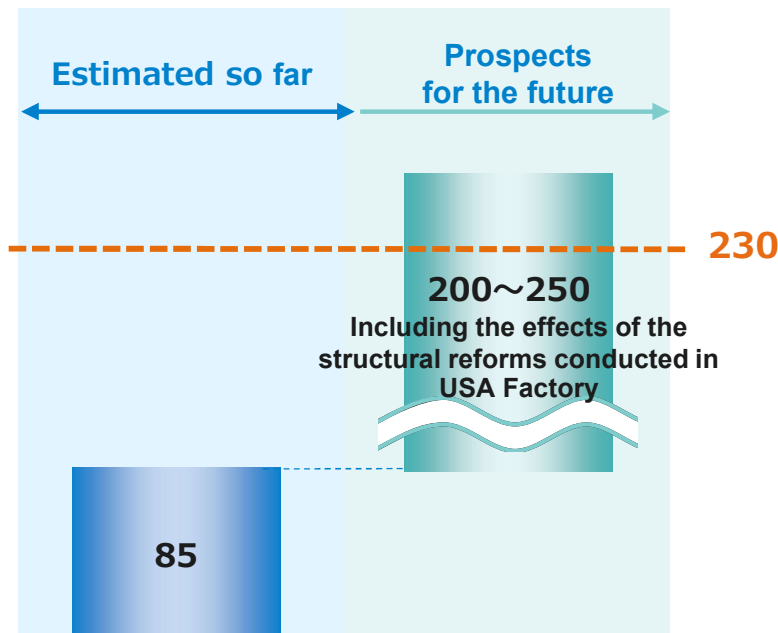 Estimated so far
Prospects
for the future
230
200～250
Including the effects of the
structural reforms conducted in
USA Factory
85